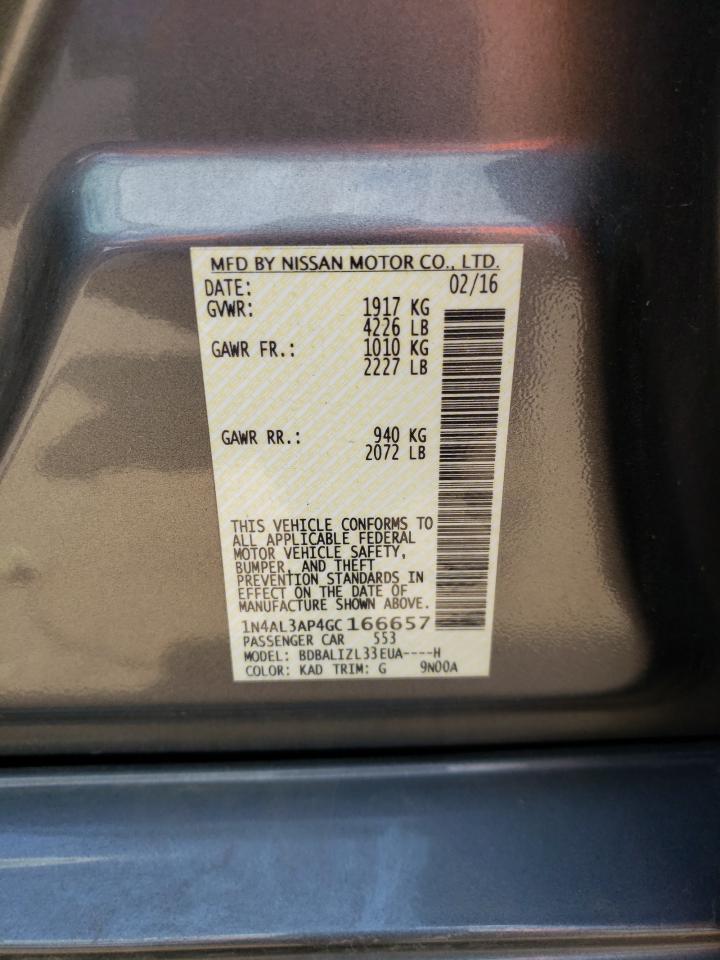 MFD BY NISSAN MOTOR CO., LTD.
DATE: 02/16
GVWR: 1917 KG
4226 LB
GAWR FR.: 1010 KG
2227 LB
GAWR RR.: 940 KG
2072 LB
THIS VEHICLE CONFORMS TO
ALL APPLICABLE FEDERAL
MOTOR VEHICLE SAFETY,
BUMPER, AND THEFT
PREVENTION STANDARDS IN
EFFECT ON THE DATE OF
MANUFACTURE SHOWN ABOVE.
1N4AL3AP4GC166657
PASSENGER CAR 553
MODEL: BDBALIZL33EUA----H
COLOR: KAD TRIM: G 9N00A